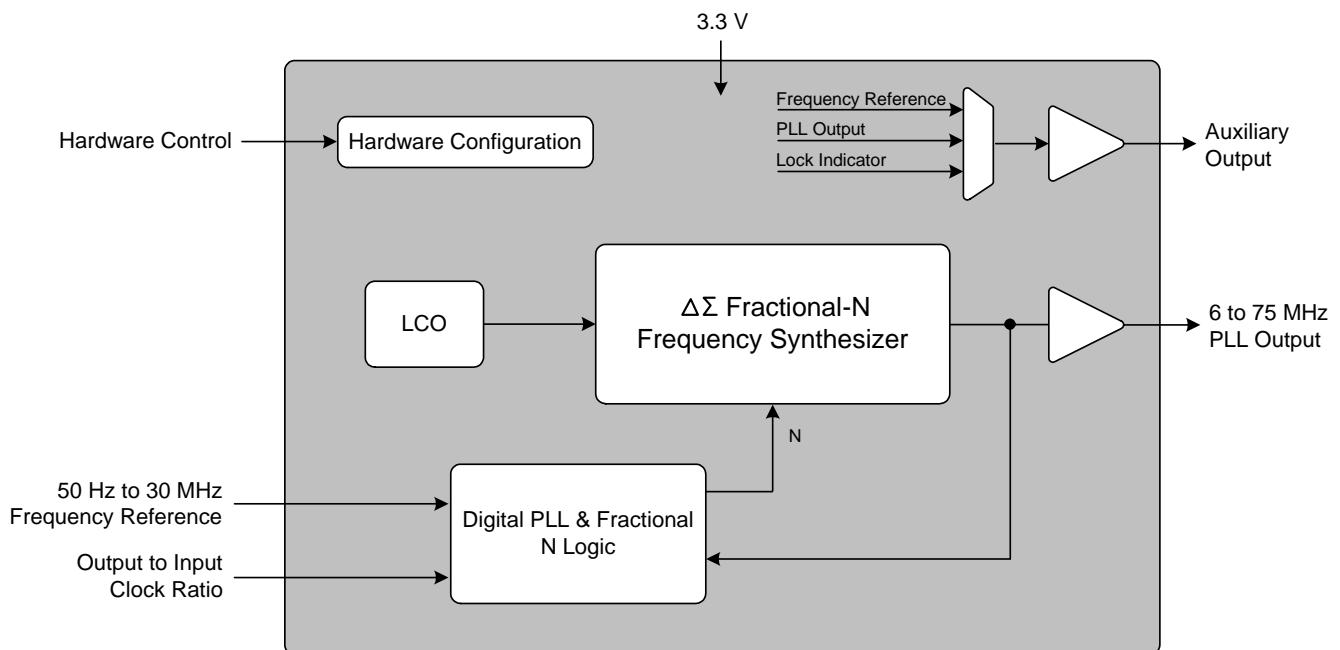 3.3 V
Frequency Reference
PLL Output
Lock Indicator
Auxiliary
Output
Hardware Control
Hardware Configuration
LCO
ΔΣ Fractional-N
Frequency Synthesizer
6 to 75 MHz
PLL Output
N
50 Hz to 30 MHz
Frequency Reference
Digital PLL & Fractional
N Logic
Output to Input
Clock Ratio